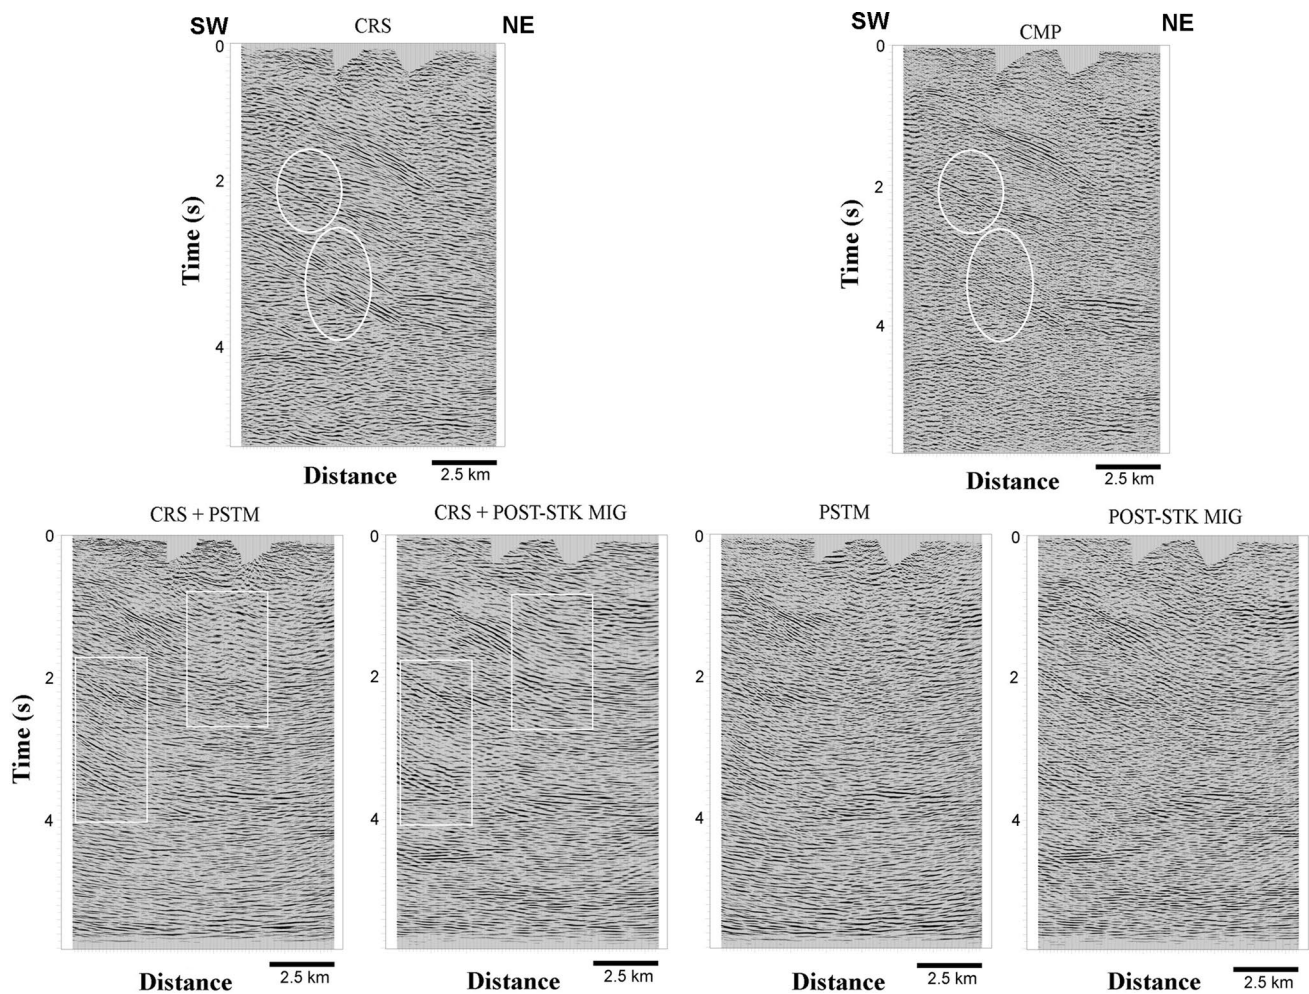 SW CRS NE
SW CMP NE
0
2
4
Time (s)
Distance
2.5 km
0
2
4
Time (s)
Distance
2.5 km
CRS + PSTM
0
2
4
Time (s)
Distance
2.5 km
CRS + POST-STK MIG
0
2
4
Distance
2.5 km
PSTM
0
2
4
Distance
2.5 km
POST-STK MIG
0
2
4
Distance
2.5 km